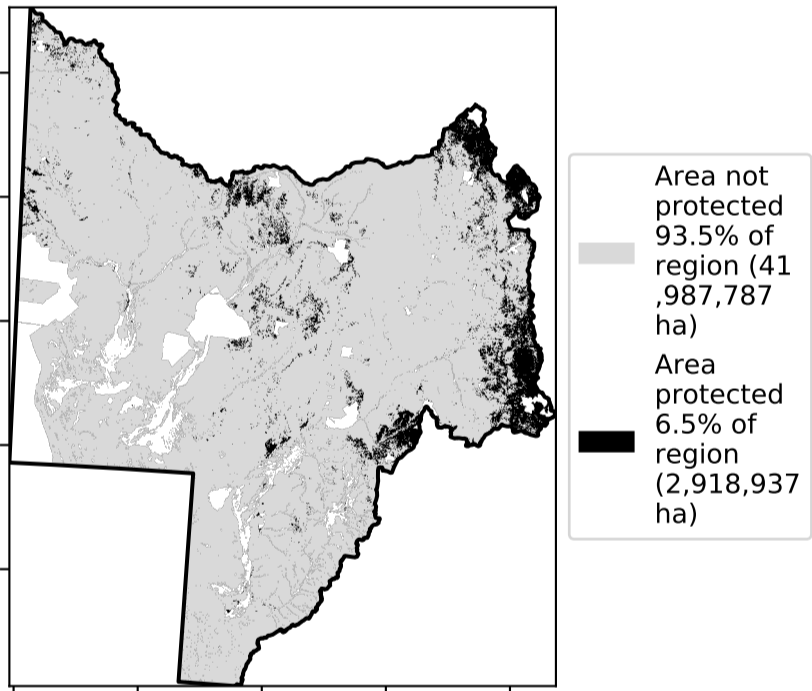 Area not
protected
93.5% of
region (41
,987,787
ha)
Area
protected
6.5% of
region
(2,918,937
ha)